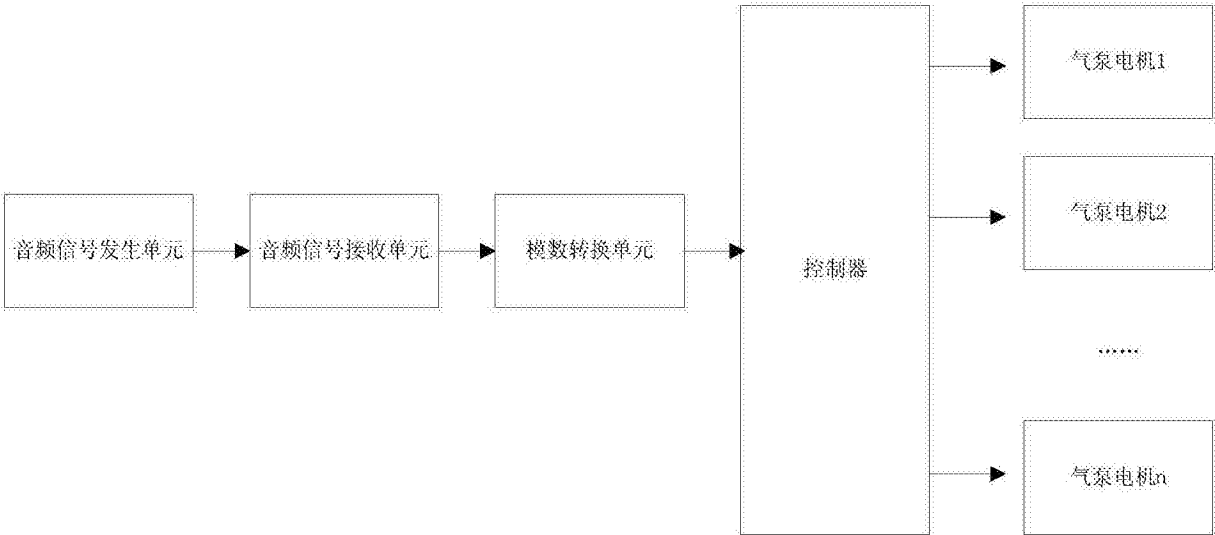 音频信号发生单元
音频信号接收单元
模数转换单元
控制器
气泵电机1
气泵电机2
……
气泵电机n